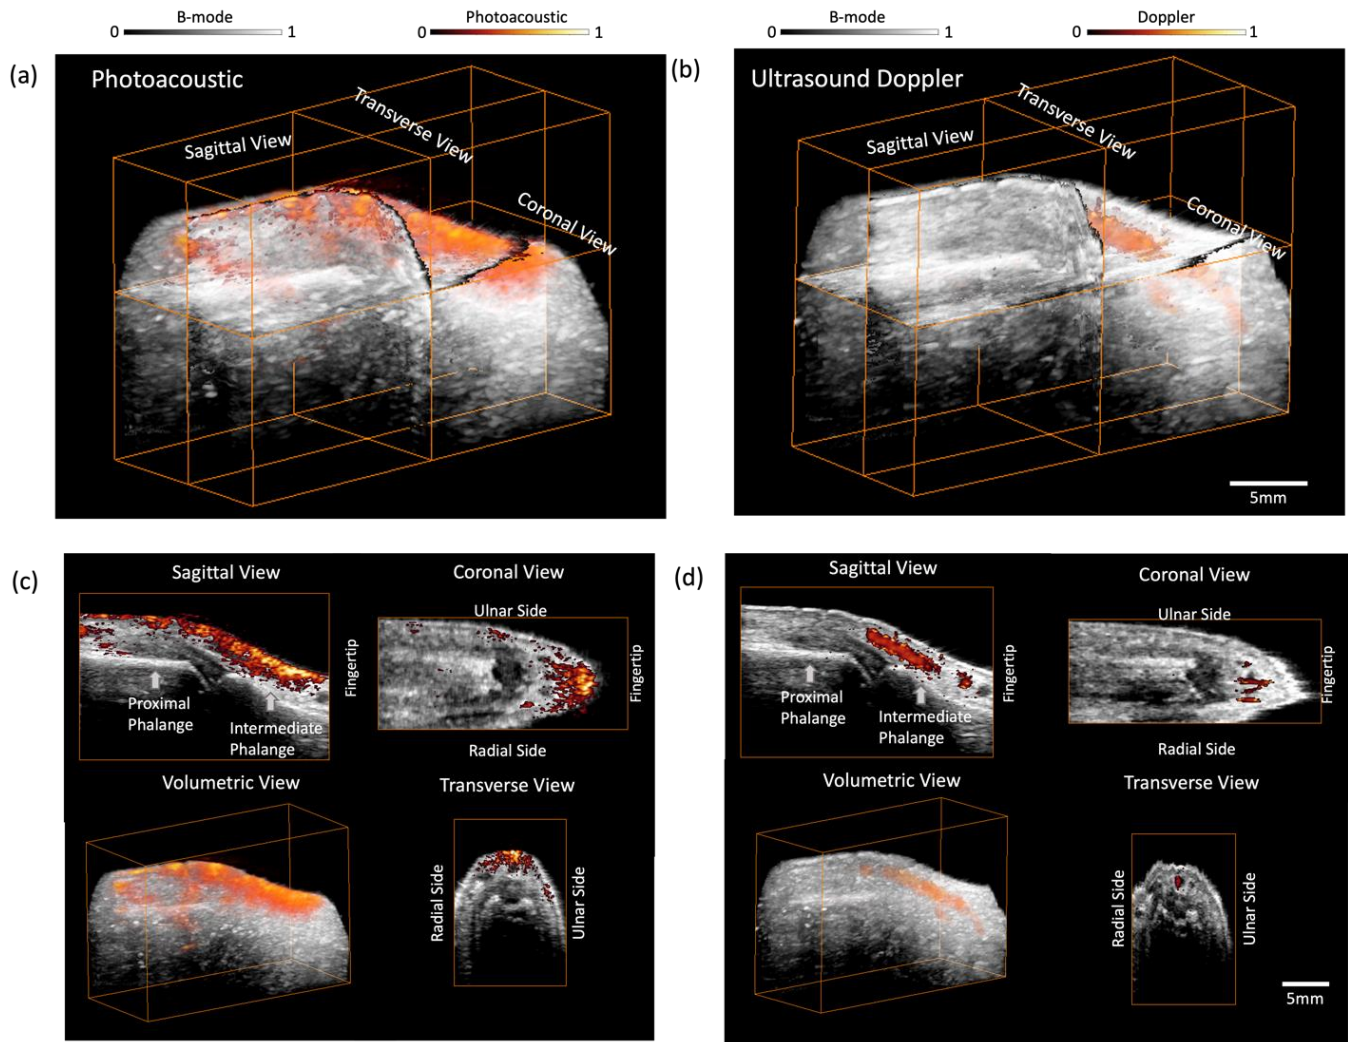 B-mode
Photoacoustic
0
1
0
1
B-mode
Doppler
0
1
0
1
(a)
Photoacoustic
Sagittal View
Transverse View
Coronal View
(b)
Ultrasound Doppler
Sagittal View
Transverse View
Coronal View
5mm
(c)
Sagittal View
Coronal View
Ulnar Side
Fingertip
Fingertip
Proximal
Phalange
Intermediate
Phalange
Radial Side
Volumetric View
Transverse View
Radial Side
Ulnar Side
(d)
Sagittal View
Coronal View
Ulnar Side
Fingertip
Fingertip
Proximal
Phalange
Intermediate
Phalange
Radial Side
Volumetric View
Transverse View
Radial Side
Ulnar Side
5mm